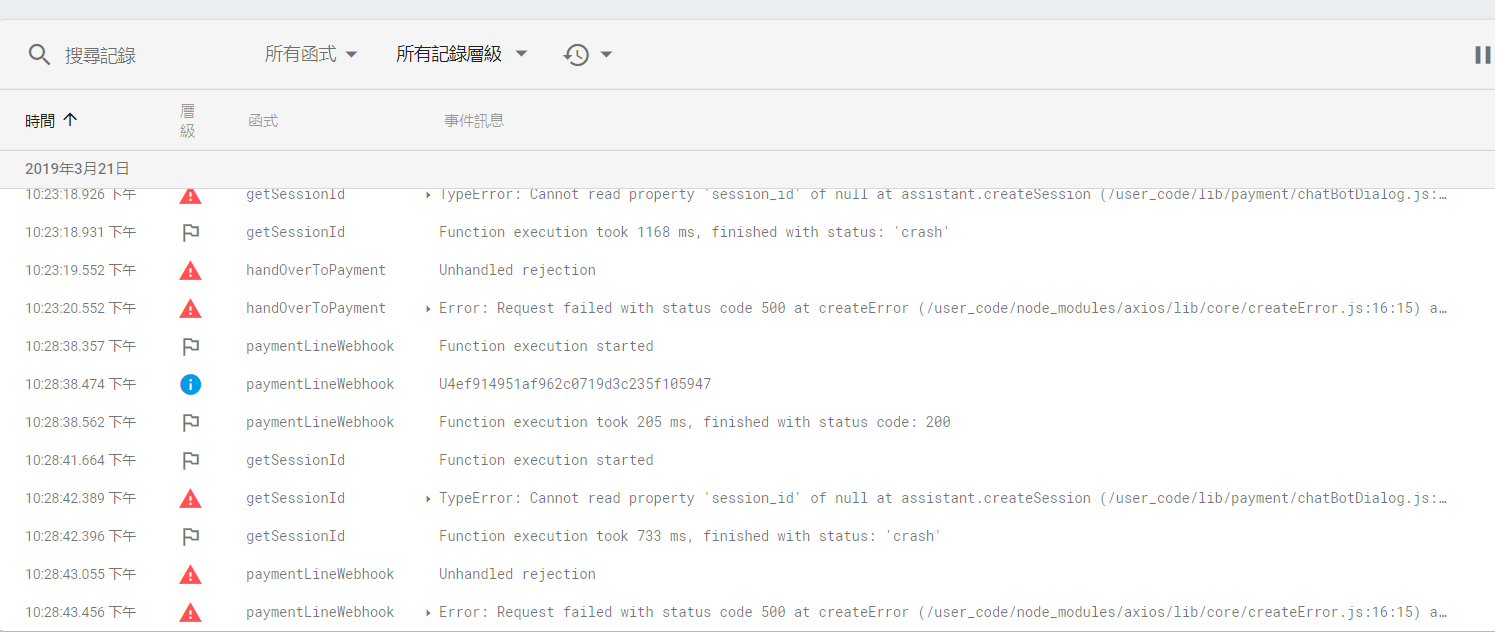 搜尋記錄 所有函式 所有記錄層級
時間 層級 函式 事件訊息
2019年3月21日
10:23:18.926 下午 getSessionId TypeError: Cannot read property 'session_id' of null at assistant.createSession (/user_code/lib/payment/chatBotDialog.js:…
10:23:18.931 下午 getSessionId Function execution took 1168 ms, finished with status: 'crash'
10:23:19.552 下午 handOverToPayment Unhandled rejection
10:23:20.552 下午 handOverToPayment Error: Request failed with status code 500 at createError (/user_code/node_modules/axios/lib/core/createError.js:16:15) a…
10:28:38.357 下午 paymentLineWebhook Function execution started
10:28:38.474 下午 paymentLineWebhook U4ef914951af962c0719d3c235f105947
10:28:38.562 下午 paymentLineWebhook Function execution took 205 ms, finished with status code: 200
10:28:41.664 下午 getSessionId Function execution started
10:28:42.389 下午 getSessionId TypeError: Cannot read property 'session_id' of null at assistant.createSession (/user_code/lib/payment/chatBotDialog.js:…
10:28:42.396 下午 getSessionId Function execution took 733 ms, finished with status: 'crash'
10:28:43.055 下午 paymentLineWebhook Unhandled rejection
10:28:43.456 下午 paymentLineWebhook Error: Request failed with status code 500 at createError (/user_code/node_modules/axios/lib/core/createError.js:16:15) a…